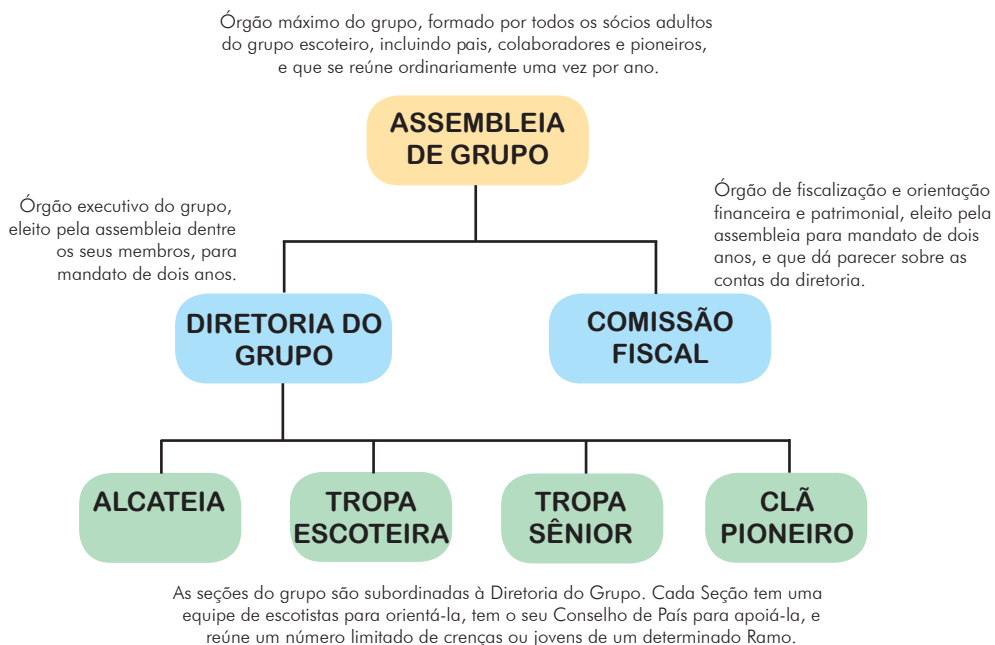 Órgão máximo do grupo, formado por todos os sócios adultos
do grupo escoteiro, incluindo pais, colaboradores e pioneiros,
e que se reúne ordinariamente uma vez por ano.
ASSEMBLEIA
DE GRUPO
Órgão executivo do grupo,
eleito pela assembleia dentre
os seus membros, para
mandato de dois anos.
Órgão de fiscalização e orientação
financeira e patrimonial, eleito pela
assembleia para mandato de dois
anos, e que dá parecer sobre as
contas da diretoria.
DIRETORIA DO
GRUPO
COMISSÃO
FISCAL
ALCATEIA
TROPA
ESCOTEIRA
TROPA
SÊNIOR
CLÃ
PIONEIRO
As seções do grupo são subordinadas à Diretoria do Grupo. Cada Seção tem uma
equipe de escotistas para orientá-la, tem o seu Conselho de País para apoiá-la, e
reúne um número limitado de crenças ou jovens de um determinado Ramo.